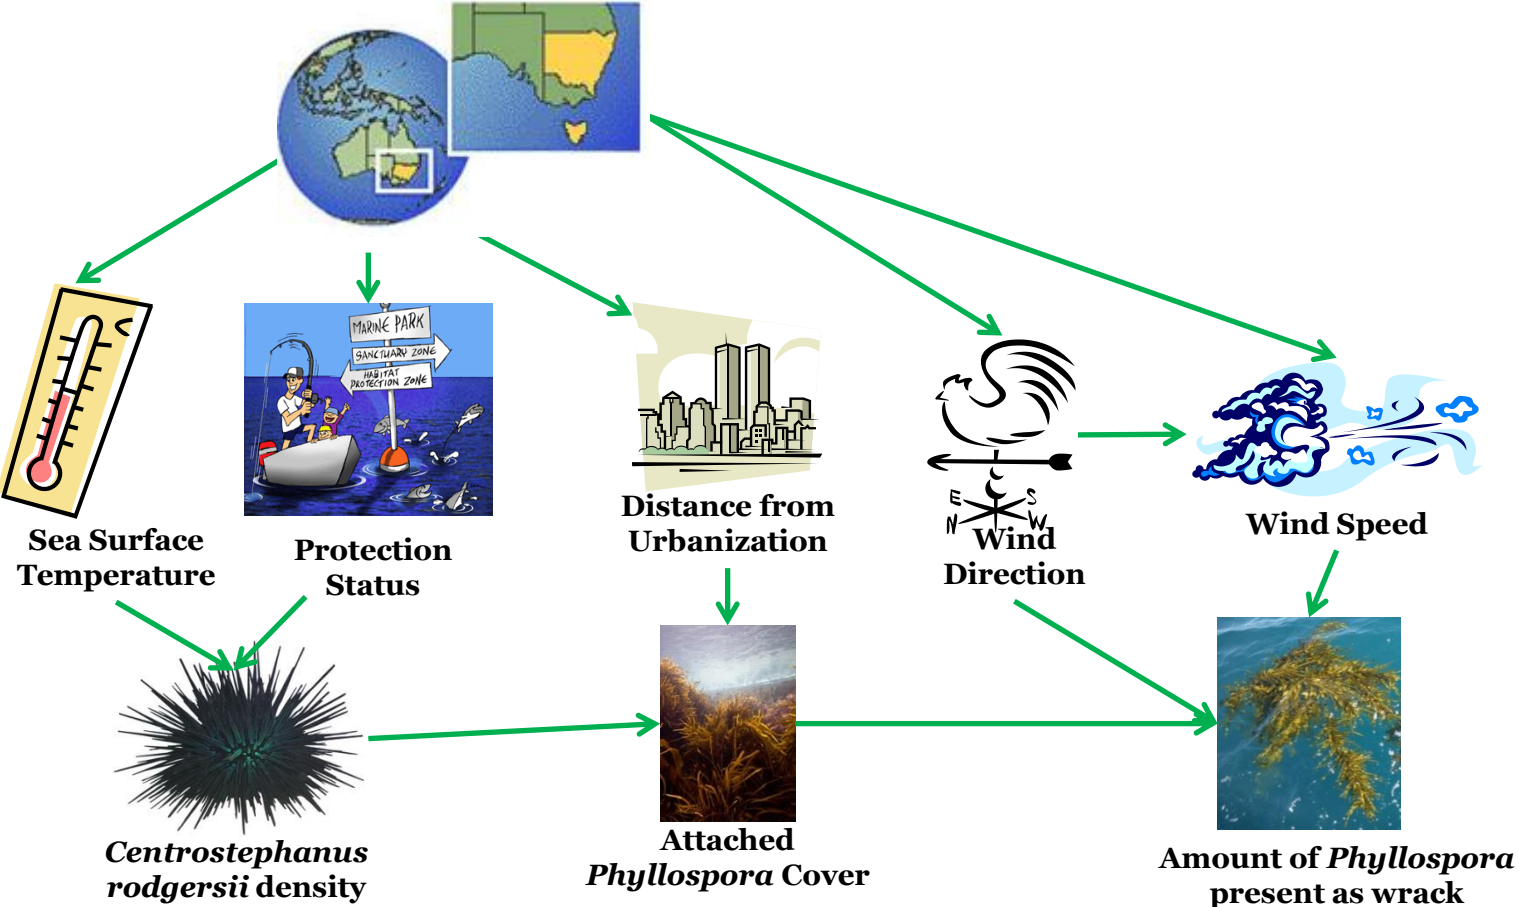 MARINE PARK
SANCTUARY ZONE
HABITAT
PROTECTION ZONE
E
S
N
W
Sea Surface
Temperature
Protection
Status
Distance from
Urbanization
Wind
Direction
Wind Speed
Centrostephanus
rodgersii density
Attached
Phyllospora Cover
Amount of Phyllospora
present as wrack